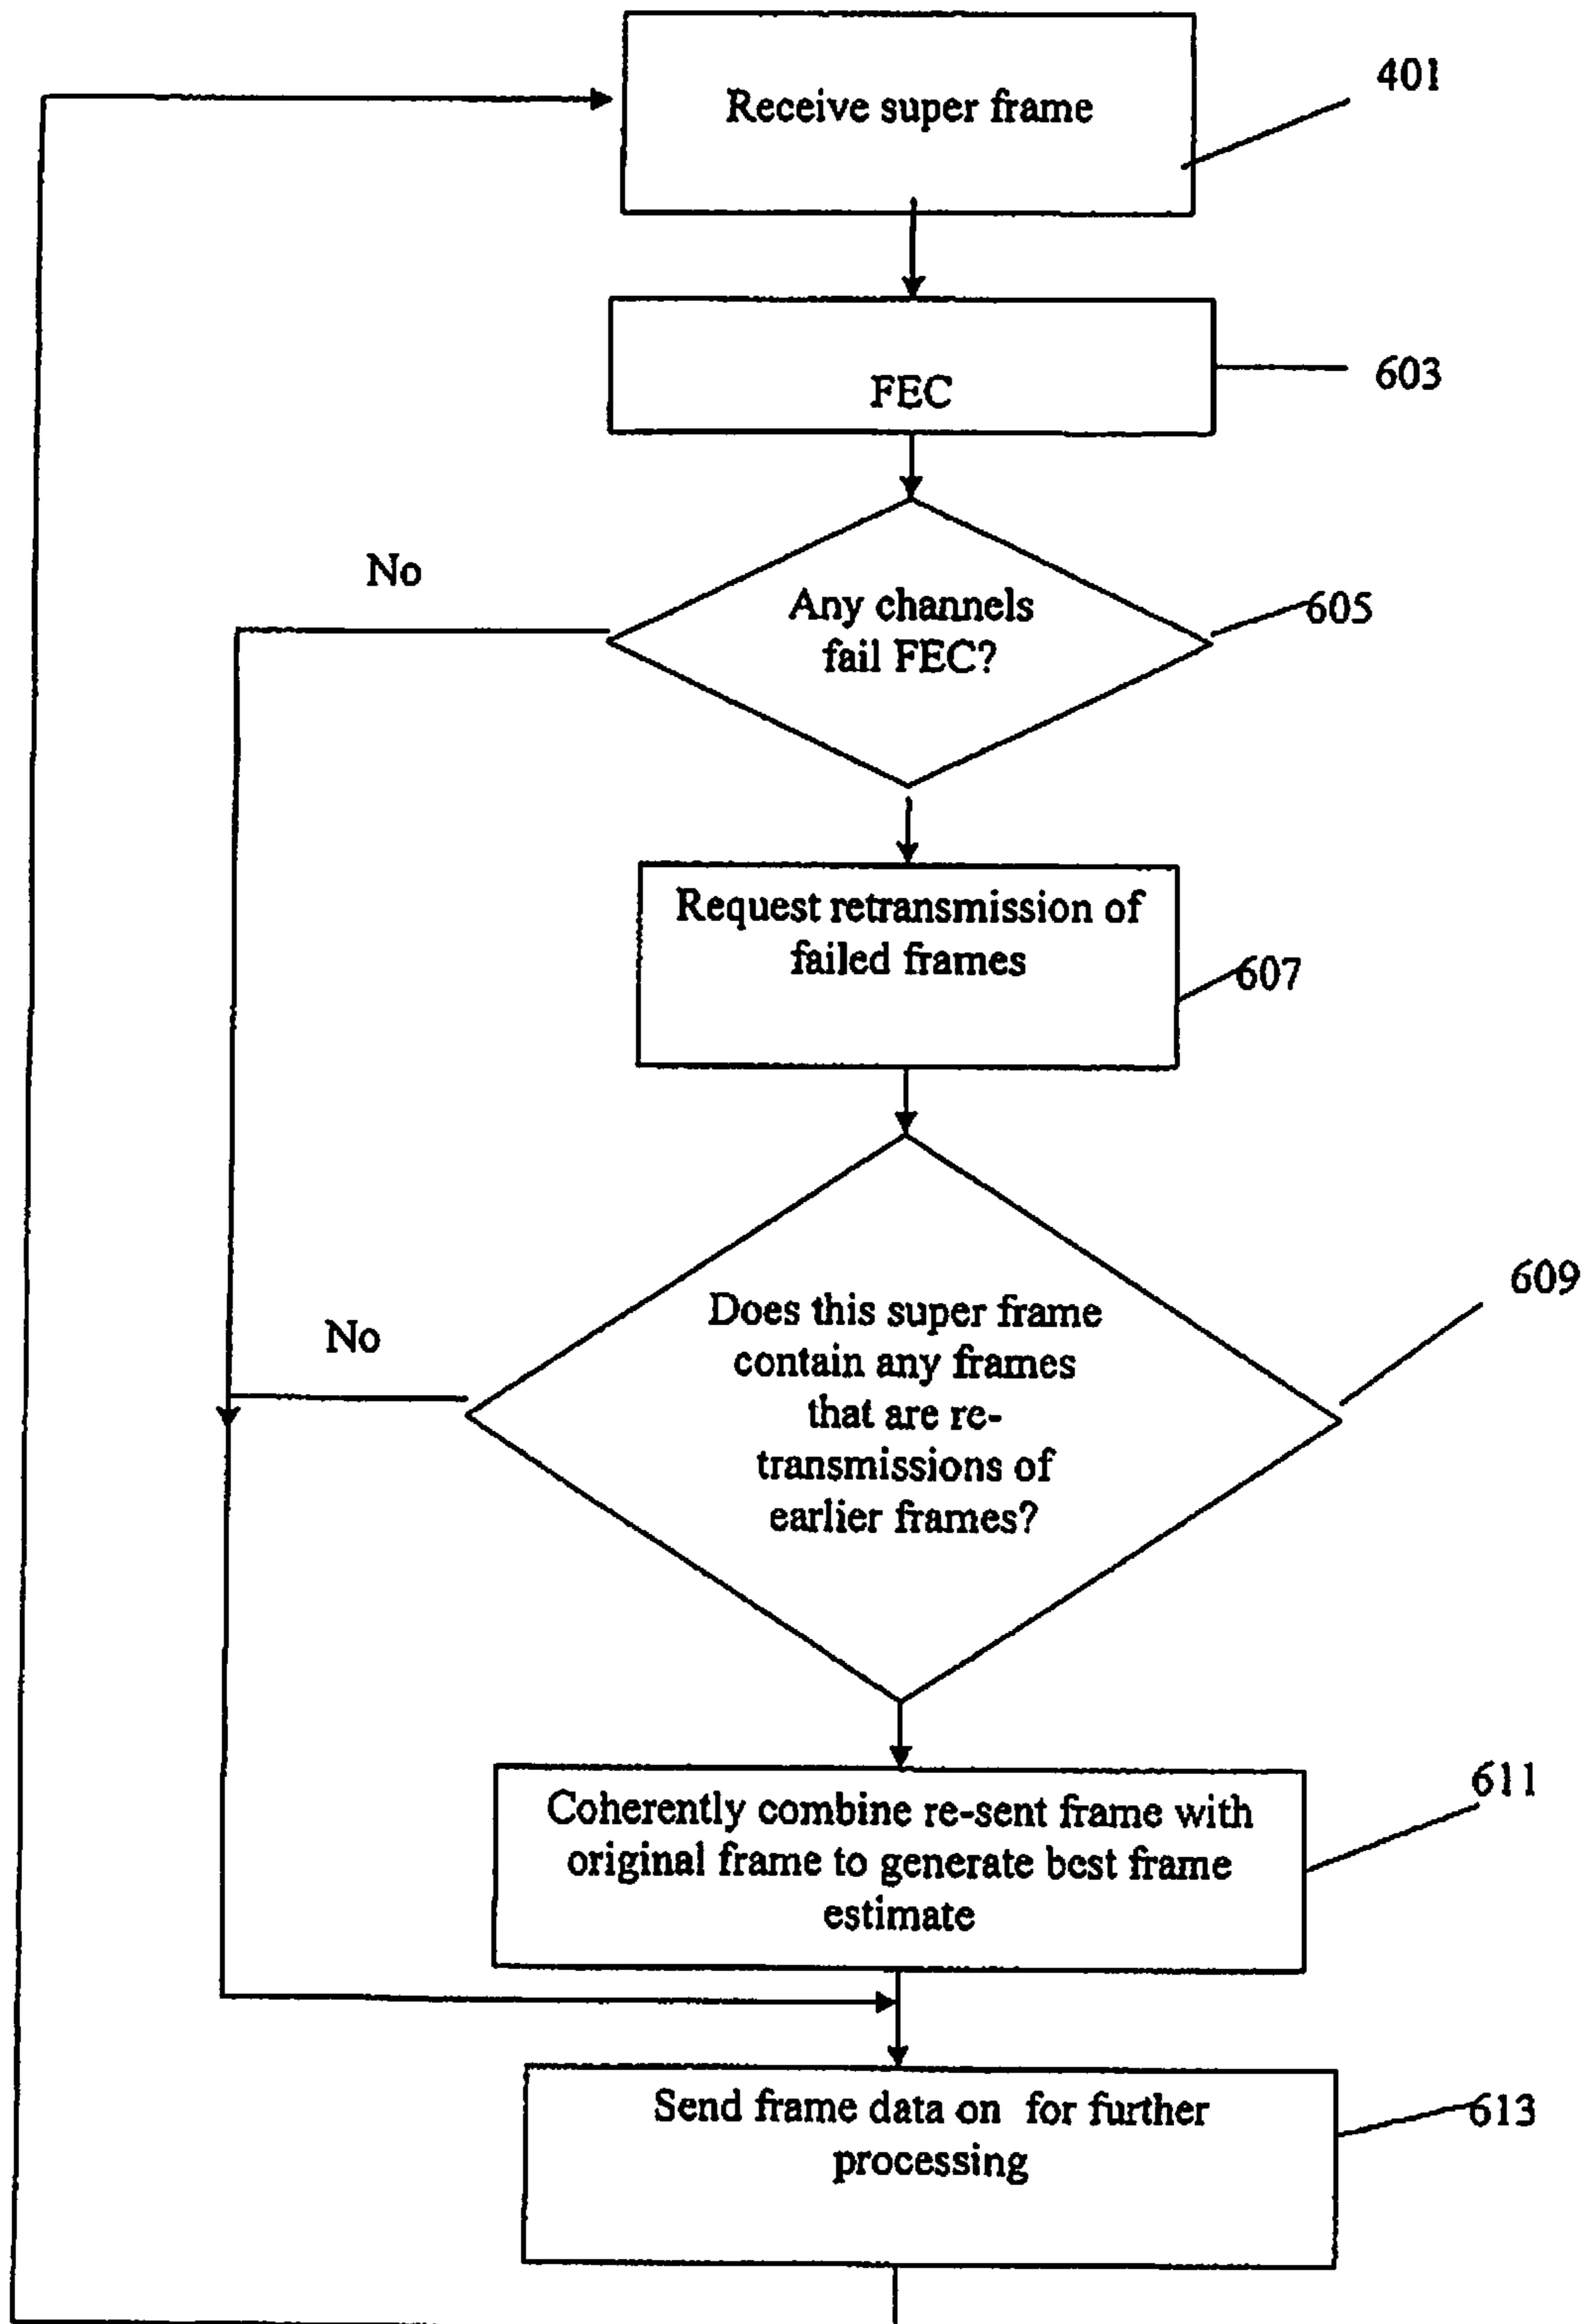 Receive super frame
401
FEC
603
No
Any channels
fail FEC?
605
Request retransmission of
failed frames
607
Does this super frame
contain any frames
that are re-
transmissions of
earlier frames?
609
No
Coherently combine re-sent frame with
original frame to generate best frame
estimate
611
Send frame data on for further
processing
613